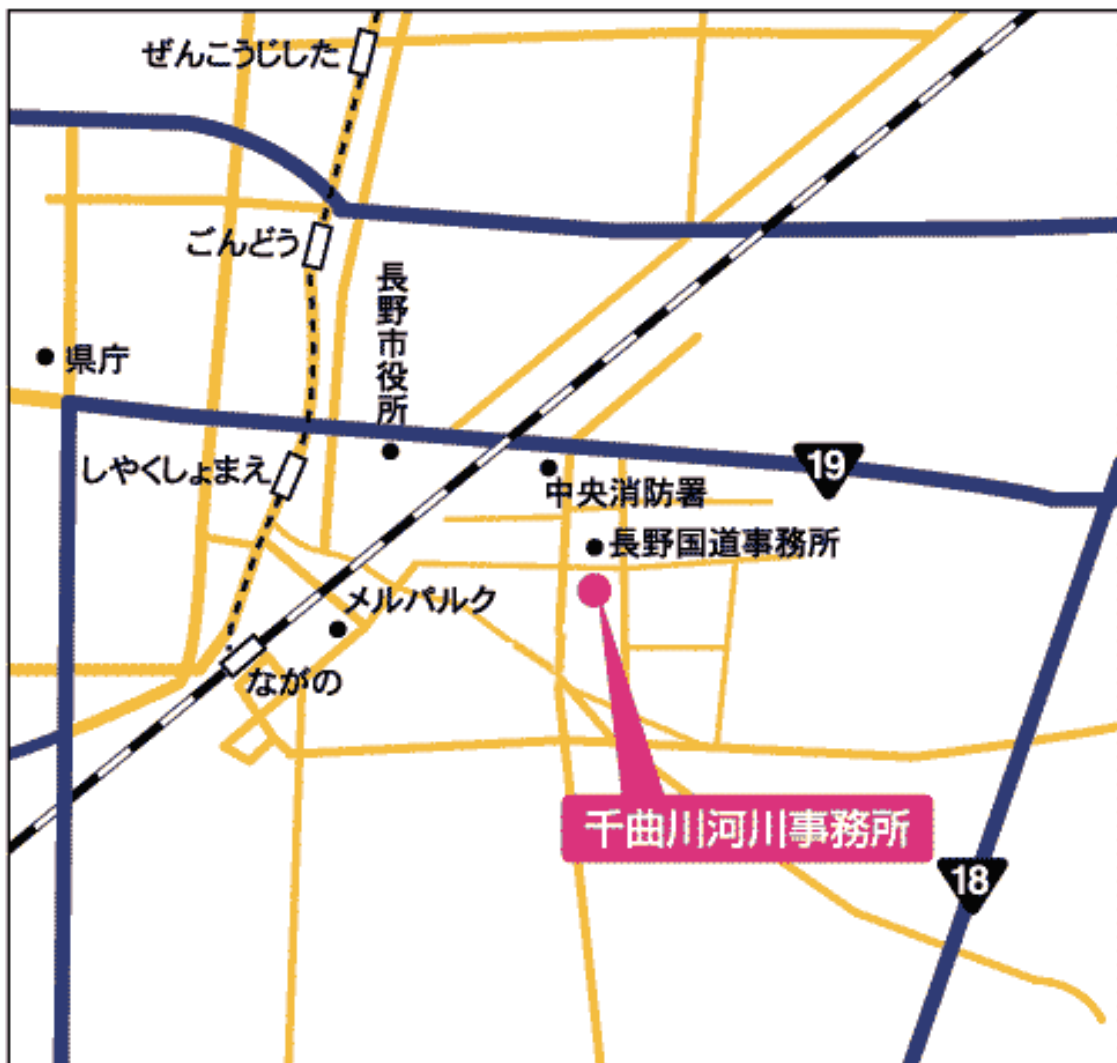 ぜんこうじした
ごんどう
長野市役所
県庁
しやくしょまえ
19
中央消防署
長野国道事務所
メルパルク
ながの
千曲川河川事務所
18